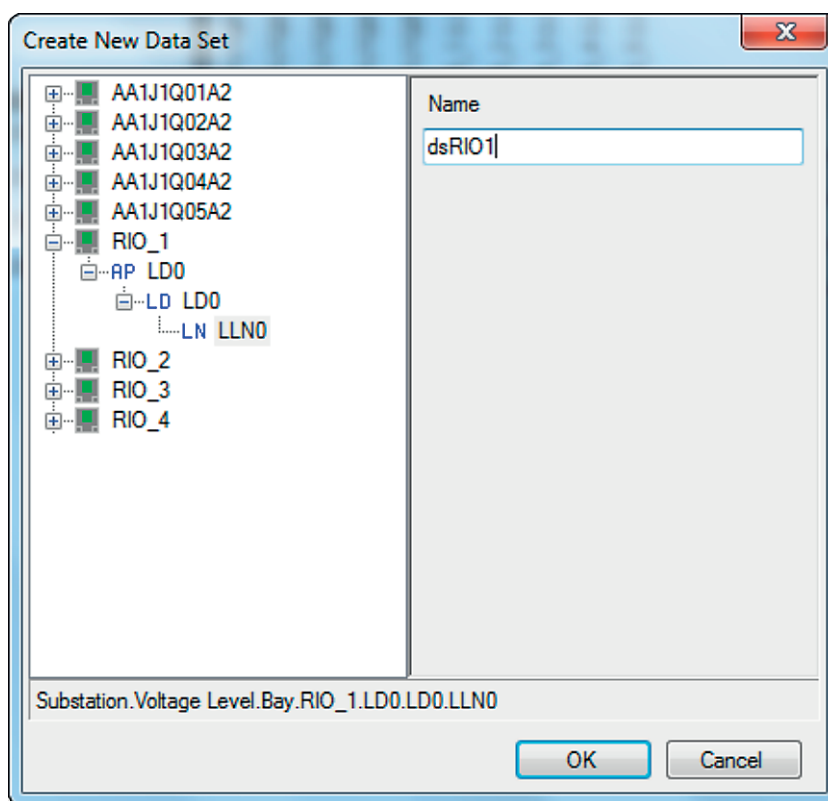 Create New Data Set
AA1J1Q01A2
AA1J1Q02A2
AA1J1Q03A2
AA1J1Q04A2
AA1J1Q05A2
RIO_1
AP LD0
LD LD0
LN LLN0
RIO_2
RIO_3
RIO_4
Name
dsRIO1
Substation.Voltage Level.Bay.RIO_1.LD0.LD0.LLN0
OK Cancel